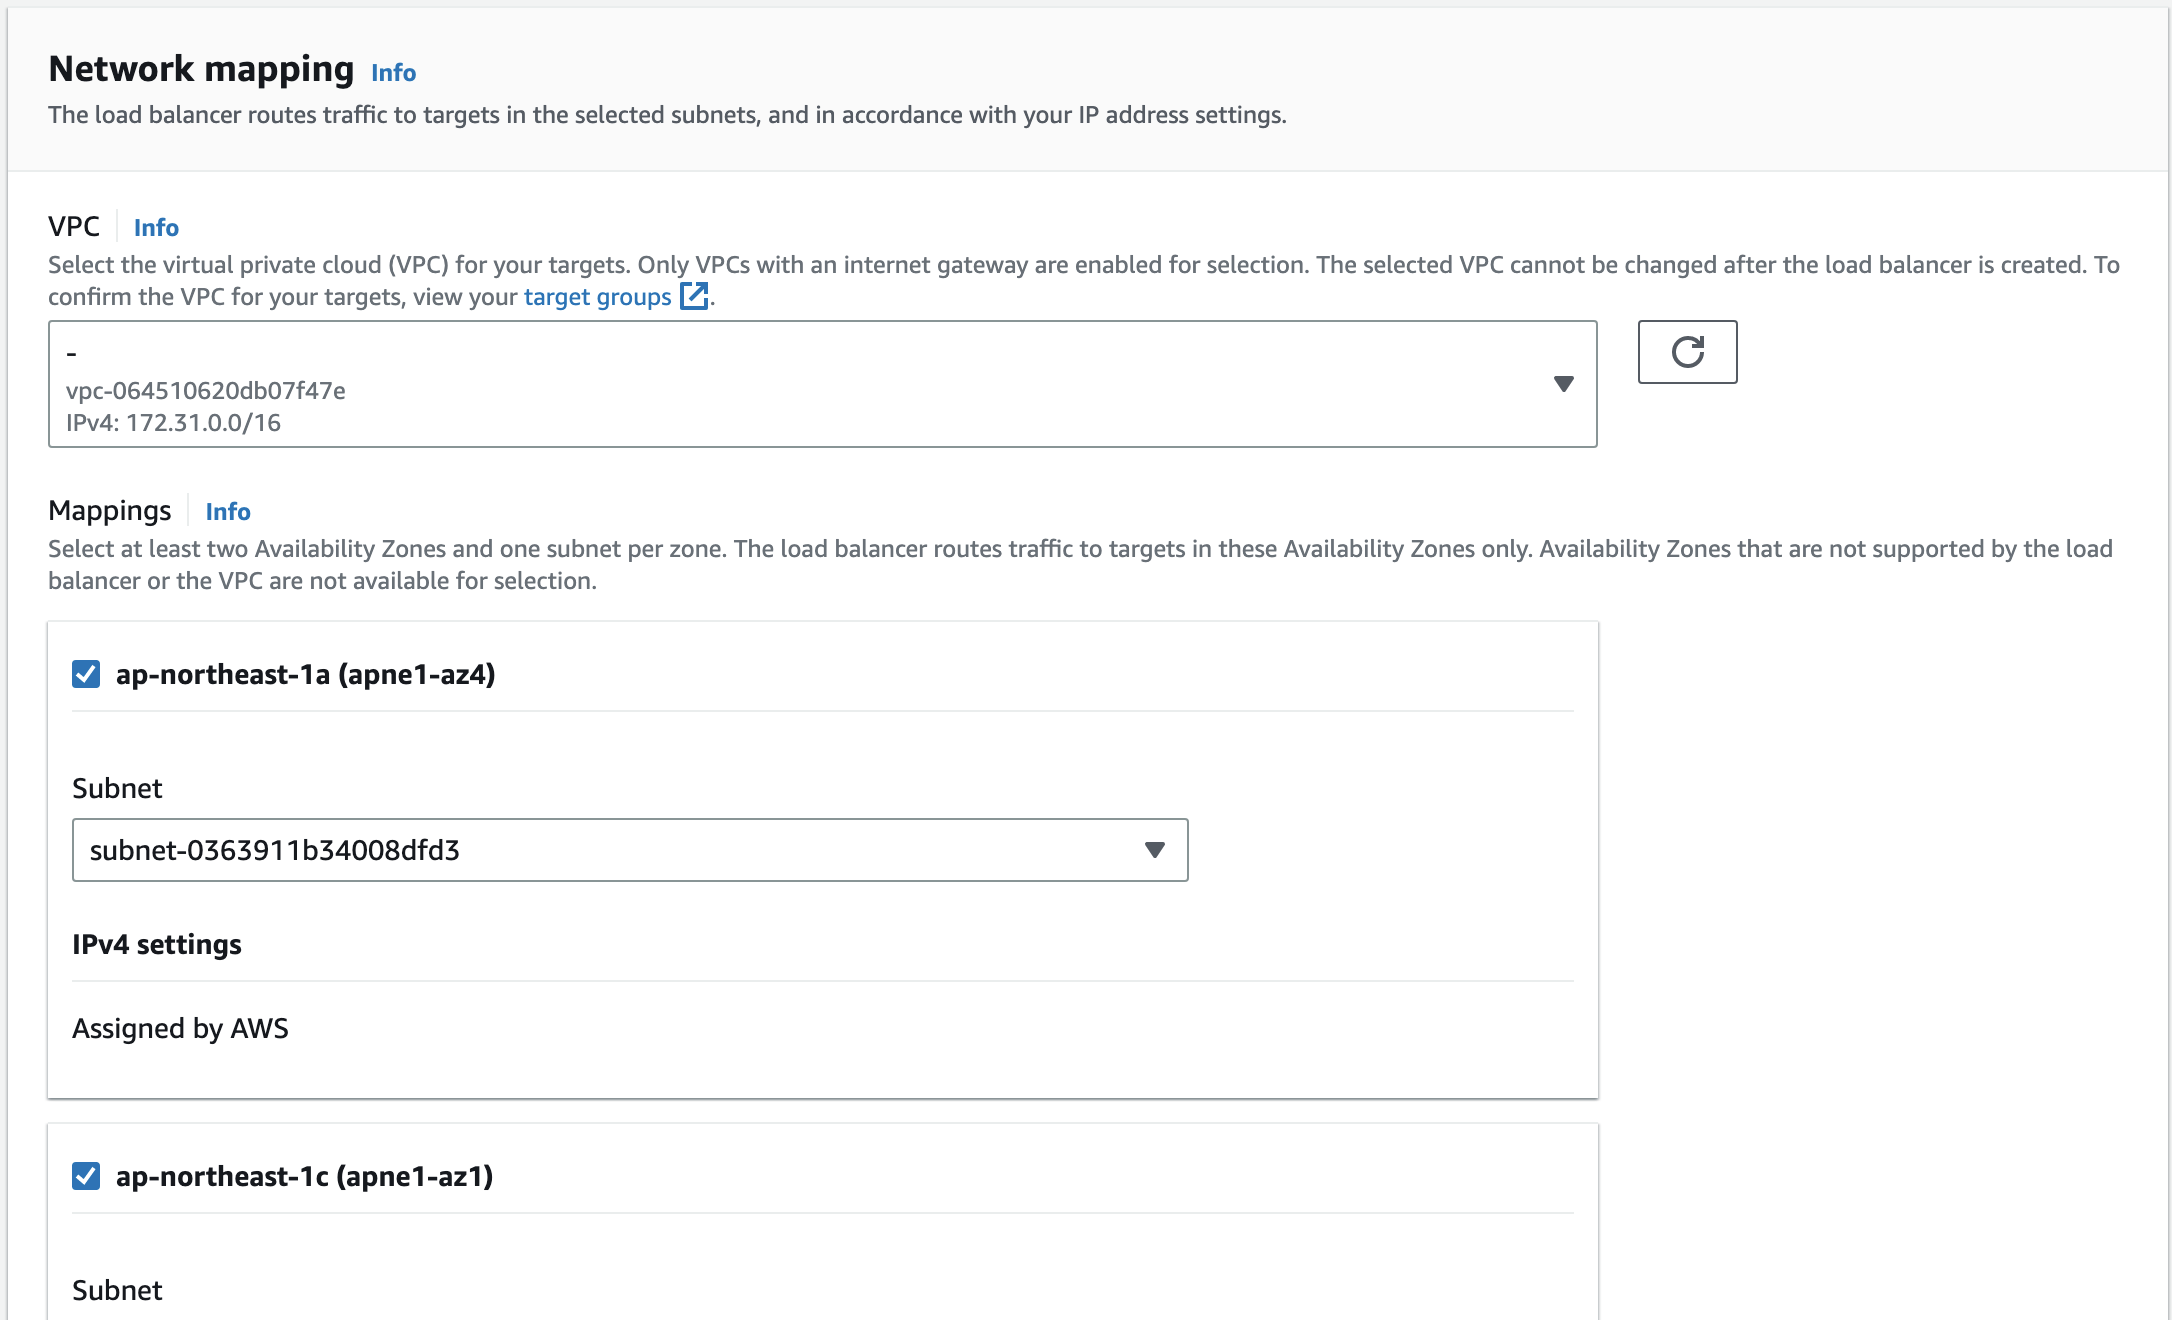 Network mapping Info
The load balancer routes traffic to targets in the selected subnets, and in accordance with your IP address settings.
VPC Info
Select the virtual private cloud (VPC) for your targets. Only VPCs with an internet gateway are enabled for selection. The selected VPC cannot be changed after the load balancer is created. To
confirm the VPC for your targets, view your target groups.
-
vpc-064510620db07f47e
IPv4: 172.31.0.0/16
Mappings Info
Select at least two Availability Zones and one subnet per zone. The load balancer routes traffic to targets in these Availability Zones only. Availability Zones that are not supported by the load
balancer or the VPC are not available for selection.
ap-northeast-1a (apne1-az4)
Subnet
subnet-0363911b34008dfd3
IPv4 settings
Assigned by AWS
ap-northeast-1c (apne1-az1)
Subnet